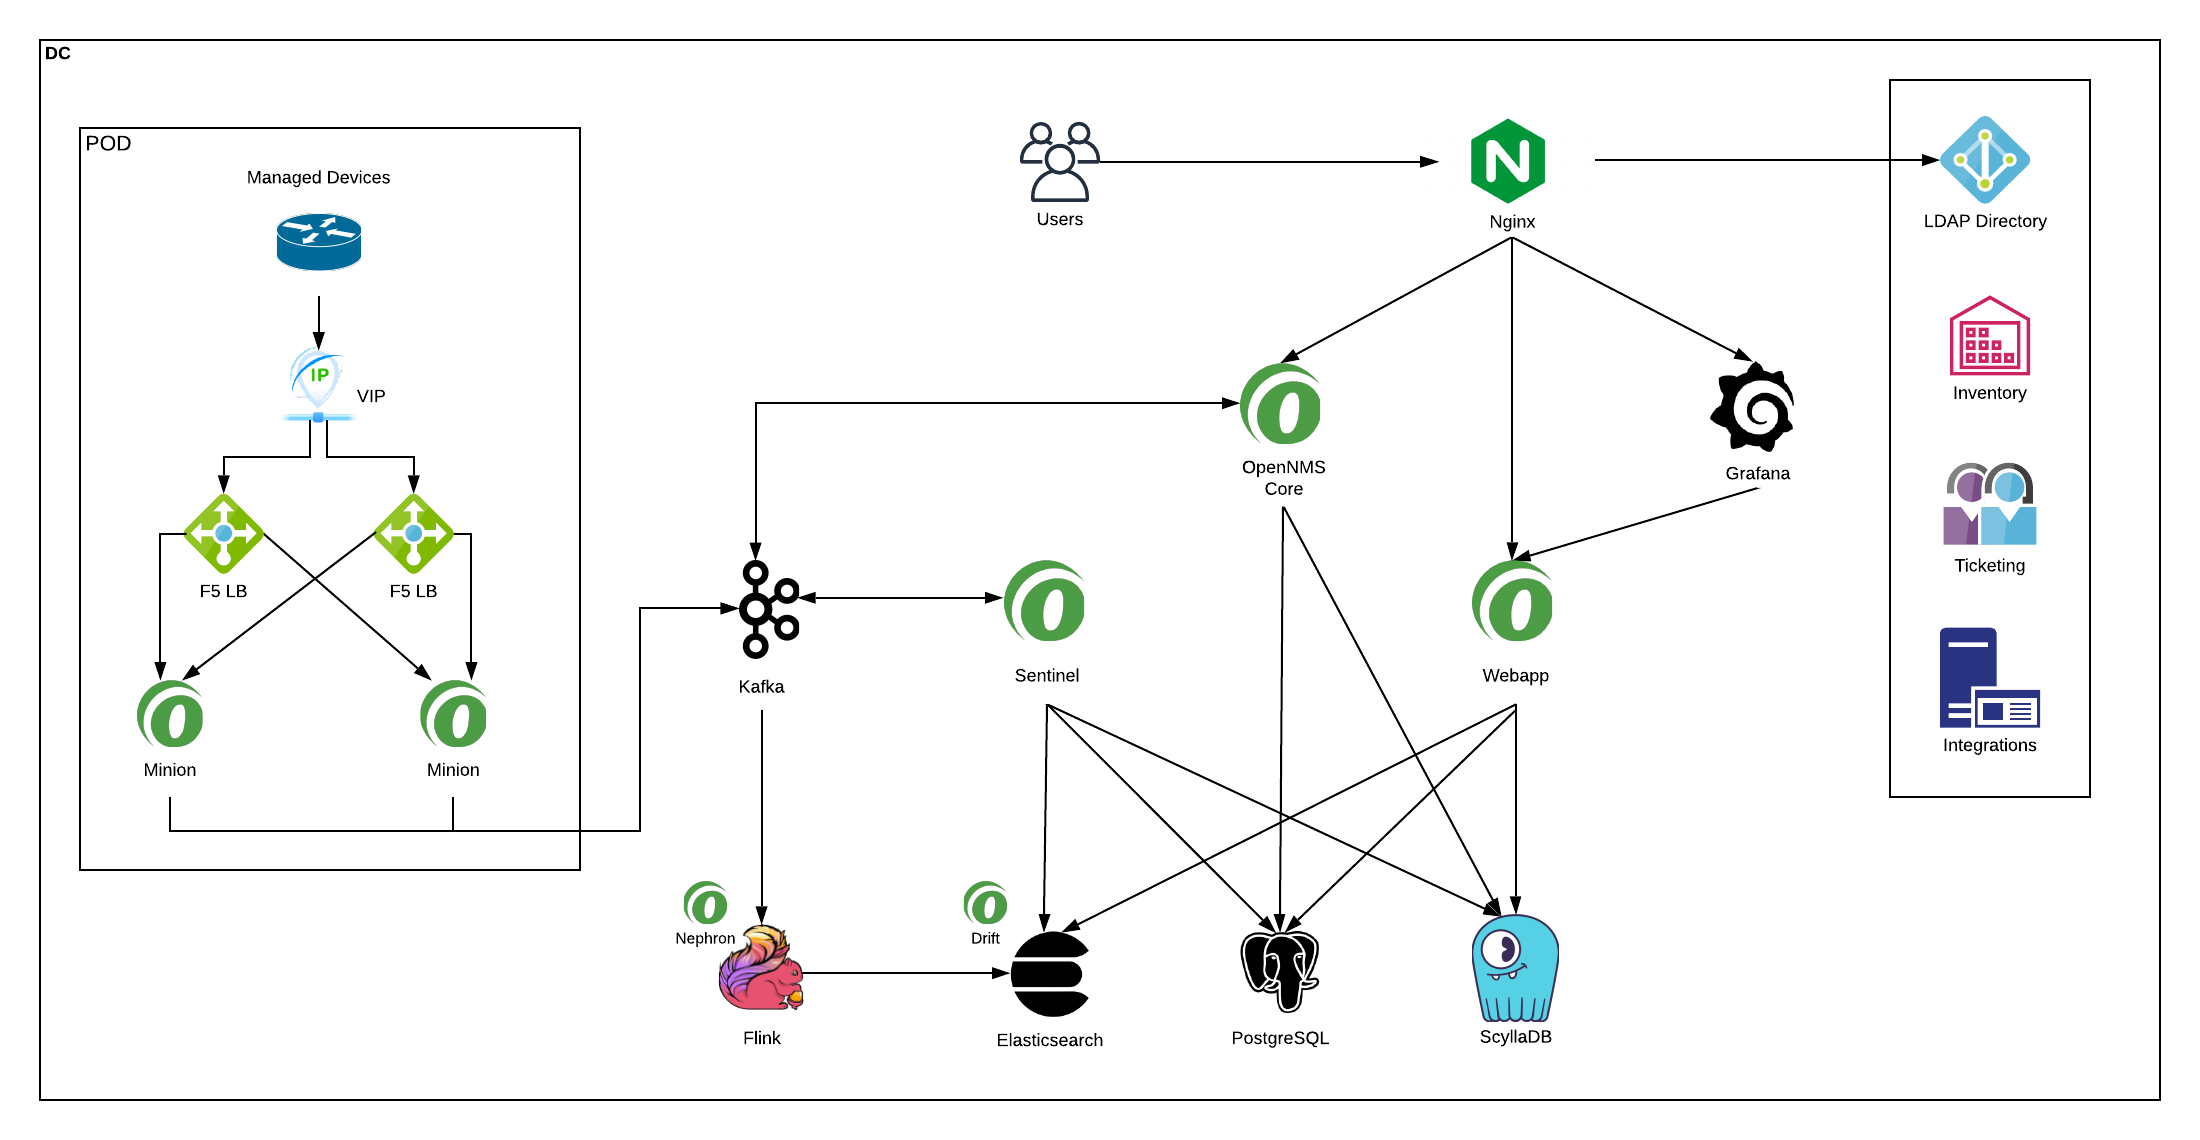 DC
POD
Managed Devices
IP
VIP
F5 LB
F5 LB
Minion
Minion
Users
N
Nginx
LDAP Directory
Inventory
Ticketing
Integrations
OpenNMS
Core
Grafana
Kafka
Sentinel
Webapp
Nephron
Drift
Flink
Elasticsearch
PostgreSQL
ScyllaDB